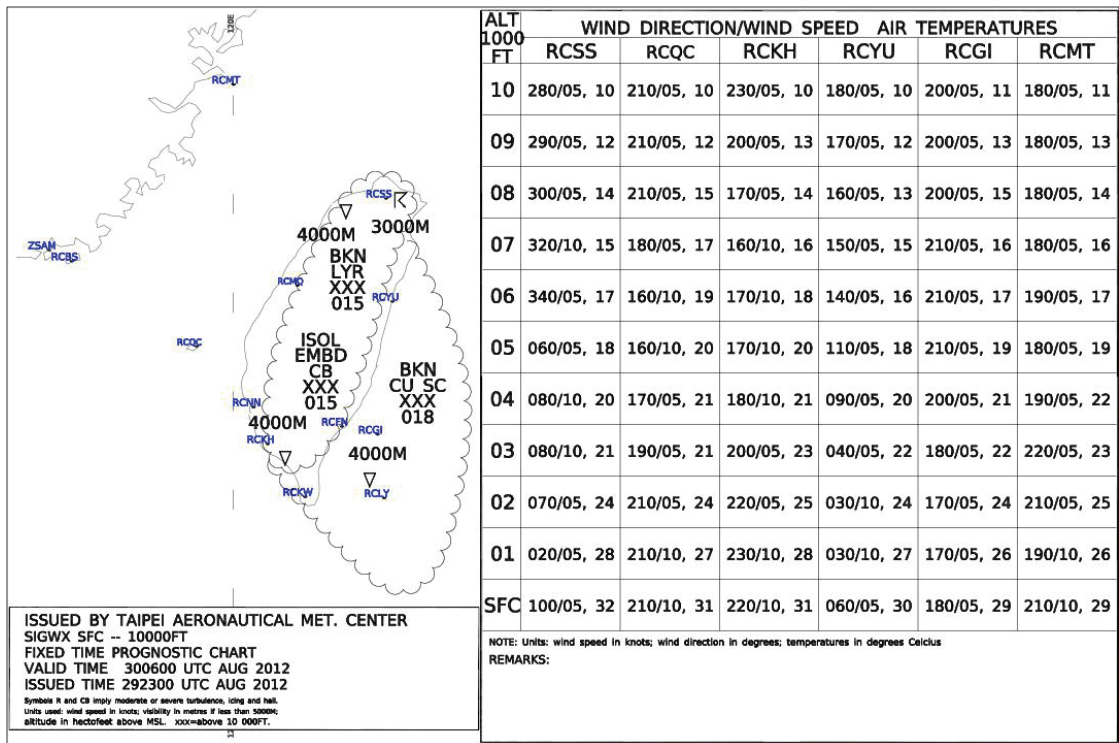 120E
RCMT
RCSS
4000M
3000M
ZSAM
RCBS
BKN
LYR
XXX
015
RCMQ
RCYU
RCQC
ISOL
EMBD
CB
XXX
015
BKN
CU SC
XXX
018
RCNN
4000M
RCFN
RCGI
RCKH
4000M
RCKW
RCLY
ISSUED BY TAIPEI AERONAUTICAL MET. CENTER
SIGWX SFC -- 10000FT
FIXED TIME PROGNOSTIC CHART
VALID TIME 300600 UTC AUG 2012
ISSUED TIME 292300 UTC AUG 2012
Symbols R and CB imply moderate or severe turbulence, icing and hail.
Units used: wind speed in knots; visibility in metres if less than 5000M;
altitude in hectofeet above MSL. xxx=above 10 000FT.
ALT 1000 FT WIND DIRECTION/WIND SPEED AIR TEMPERATURES
RCSS RCQC RCKH RCYU RCGI RCMT
10 280/05, 10 210/05, 10 230/05, 10 180/05, 10 200/05, 11 180/05, 11
09 290/05, 12 210/05, 12 200/05, 13 170/05, 12 200/05, 13 180/05, 13
08 300/05, 14 210/05, 15 170/05, 14 160/05, 13 200/05, 15 180/05, 14
07 320/10, 15 180/05, 17 160/10, 16 150/05, 15 210/05, 16 180/05, 16
06 340/05, 17 160/10, 19 170/10, 18 140/05, 16 210/05, 17 190/05, 17
05 060/05, 18 160/10, 20 170/10, 20 110/05, 18 210/05, 19 180/05, 19
04 080/10, 20 170/05, 21 180/10, 21 090/05, 20 200/05, 21 190/05, 22
03 080/10, 21 190/05, 21 200/05, 23 040/05, 22 180/05, 22 220/05, 23
02 070/05, 24 210/05, 24 220/05, 25 030/10, 24 170/05, 24 210/05, 25
01 020/05, 28 210/10, 27 230/10, 28 030/10, 27 170/05, 26 190/10, 26
SFC 100/05, 32 210/10, 31 220/10, 31 060/05, 30 180/05, 29 210/10, 29
NOTE: Units: wind speed in knots; wind direction in degrees; temperatures in degrees Celcius
REMARKS: